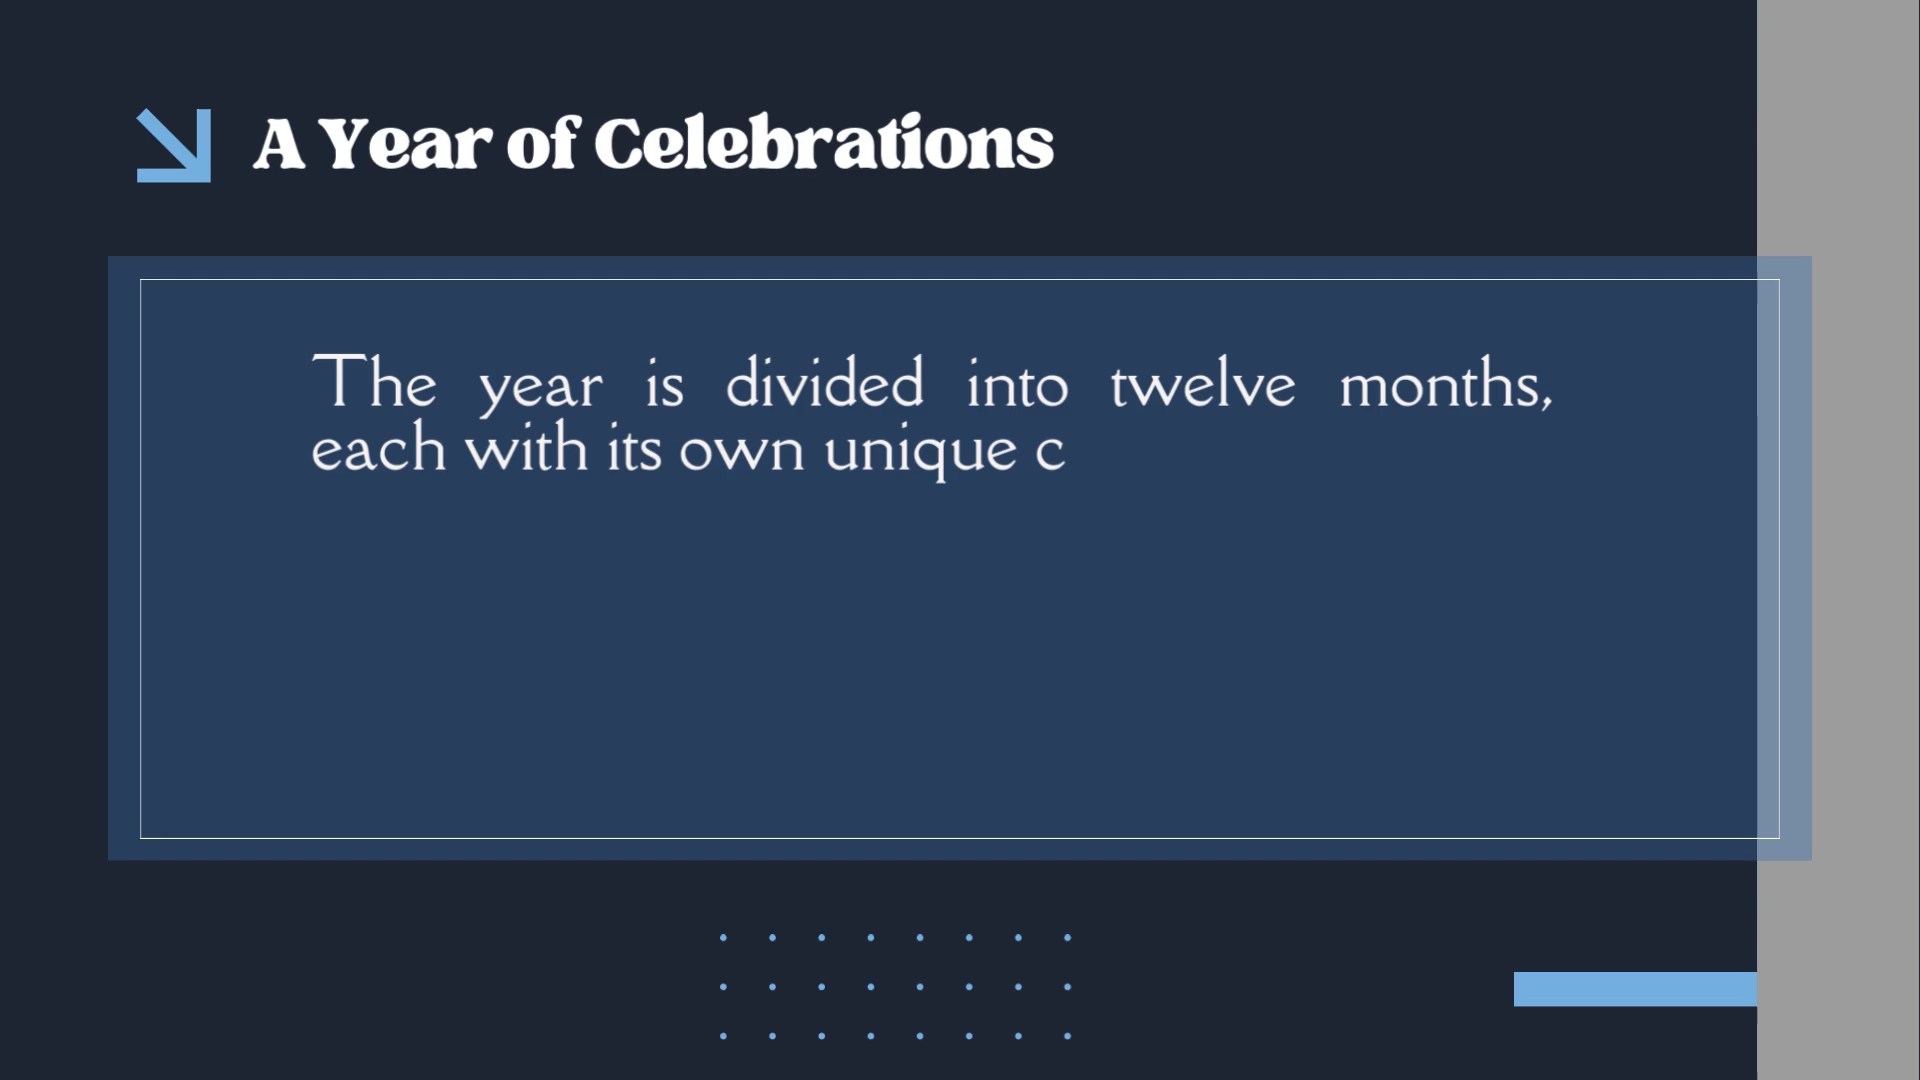 A Year of Celebrations
The year is divided into twelve months,
each with its own unique c